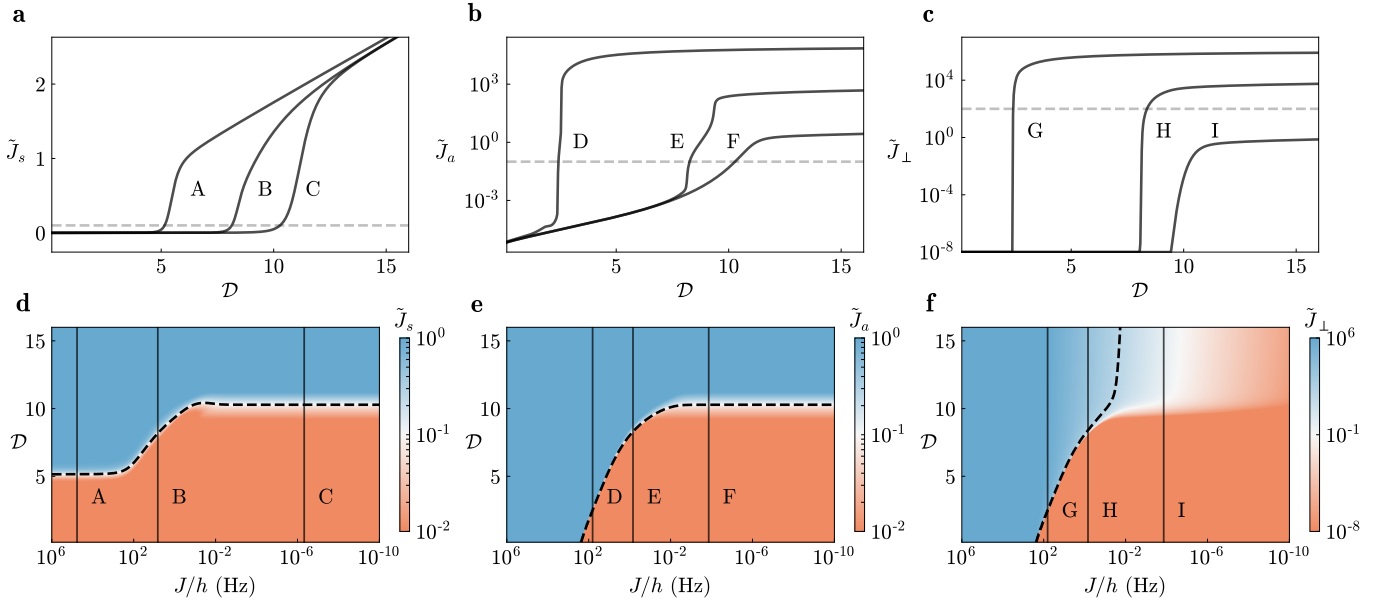 a
b
c
J̃ₛ
2
1
0
A
B
C
5
10
15
𝒟
J̃ₐ
10³
10⁰
10⁻³
D
E
F
5
10
15
𝒟
J̃⊥
10⁴
10⁰
10⁻⁴
10⁻⁸
G
H
I
5
10
15
𝒟
d
e
f
𝒟
15
10
5
A
B
C
10⁶
10²
10⁻²
10⁻⁶
10⁻¹⁰
J/h (Hz)
J̃ₛ
10⁰
10⁻¹
10⁻²
𝒟
15
10
5
D
E
F
10⁶
10²
10⁻²
10⁻⁶
10⁻¹⁰
J/h (Hz)
J̃ₐ
10⁰
10⁻¹
10⁻²
𝒟
15
10
5
G
H
I
10⁶
10²
10⁻²
10⁻⁶
10⁻¹⁰
J/h (Hz)
J̃⊥
10⁶
10⁻¹
10⁻⁸